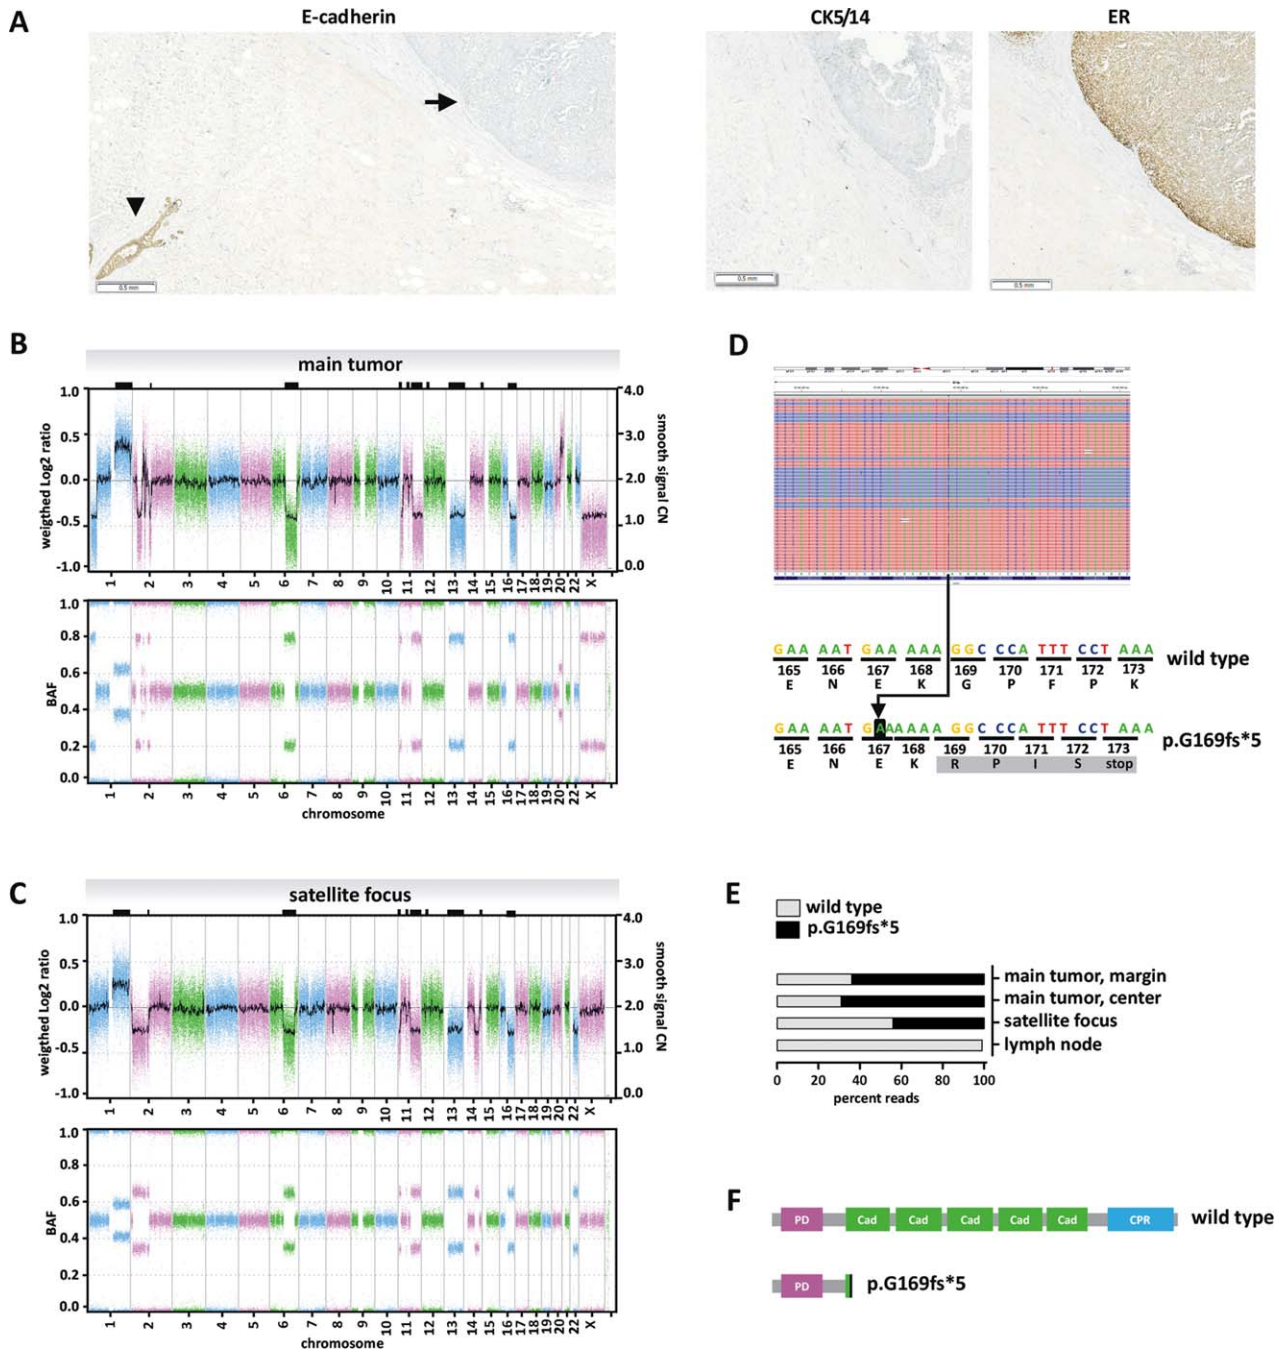 A
E-cadherin
CK5/14
ER
0.5 mm
0.5 mm
0.5 mm
B
main tumor
1.0
0.5
0.0
-0.5
-1.0
weigthed Log2 ratio
4.0
3.0
2.0
1.0
0.0
smooth signal CN
1 2 3 4 5 6 7 8 9 10 11 12 13 14 15 16 17 18 19 20 22 X
1.0
0.8
0.6
0.4
0.2
0.0
BAF
1 2 3 4 5 6 7 8 9 10 11 12 13 14 15 16 17 18 19 20 22 X
chromosome
C
satellite focus
1.0
0.5
0.0
-0.5
-1.0
weigthed Log2 ratio
4.0
3.0
2.0
1.0
0.0
smooth signal CN
1 2 3 4 5 6 7 8 9 10 11 12 13 14 15 16 17 18 19 20 22 X
1.0
0.8
0.6
0.4
0.2
0.0
BAF
1 2 3 4 5 6 7 8 9 10 11 12 13 14 15 16 17 18 19 20 22 X
chromosome
D
GAA AAT GAA AAA GGC CCA TTT CCT AAA
165 166 167 168 169 170 171 172 173
E N E K G P F P K
wild type
GAA AAT GAAAAAA GGC CCA TTT CCT AAA
165 166 167 168 169 170 171 172 173
E N E K R P I S stop
p.G169fs*5
E
wild type
p.G169fs*5
main tumor, margin
main tumor, center
satellite focus
lymph node
0 20 40 60 80 100
percent reads
F
PD Cad Cad Cad Cad Cad CPR wild type
PD p.G169fs*5